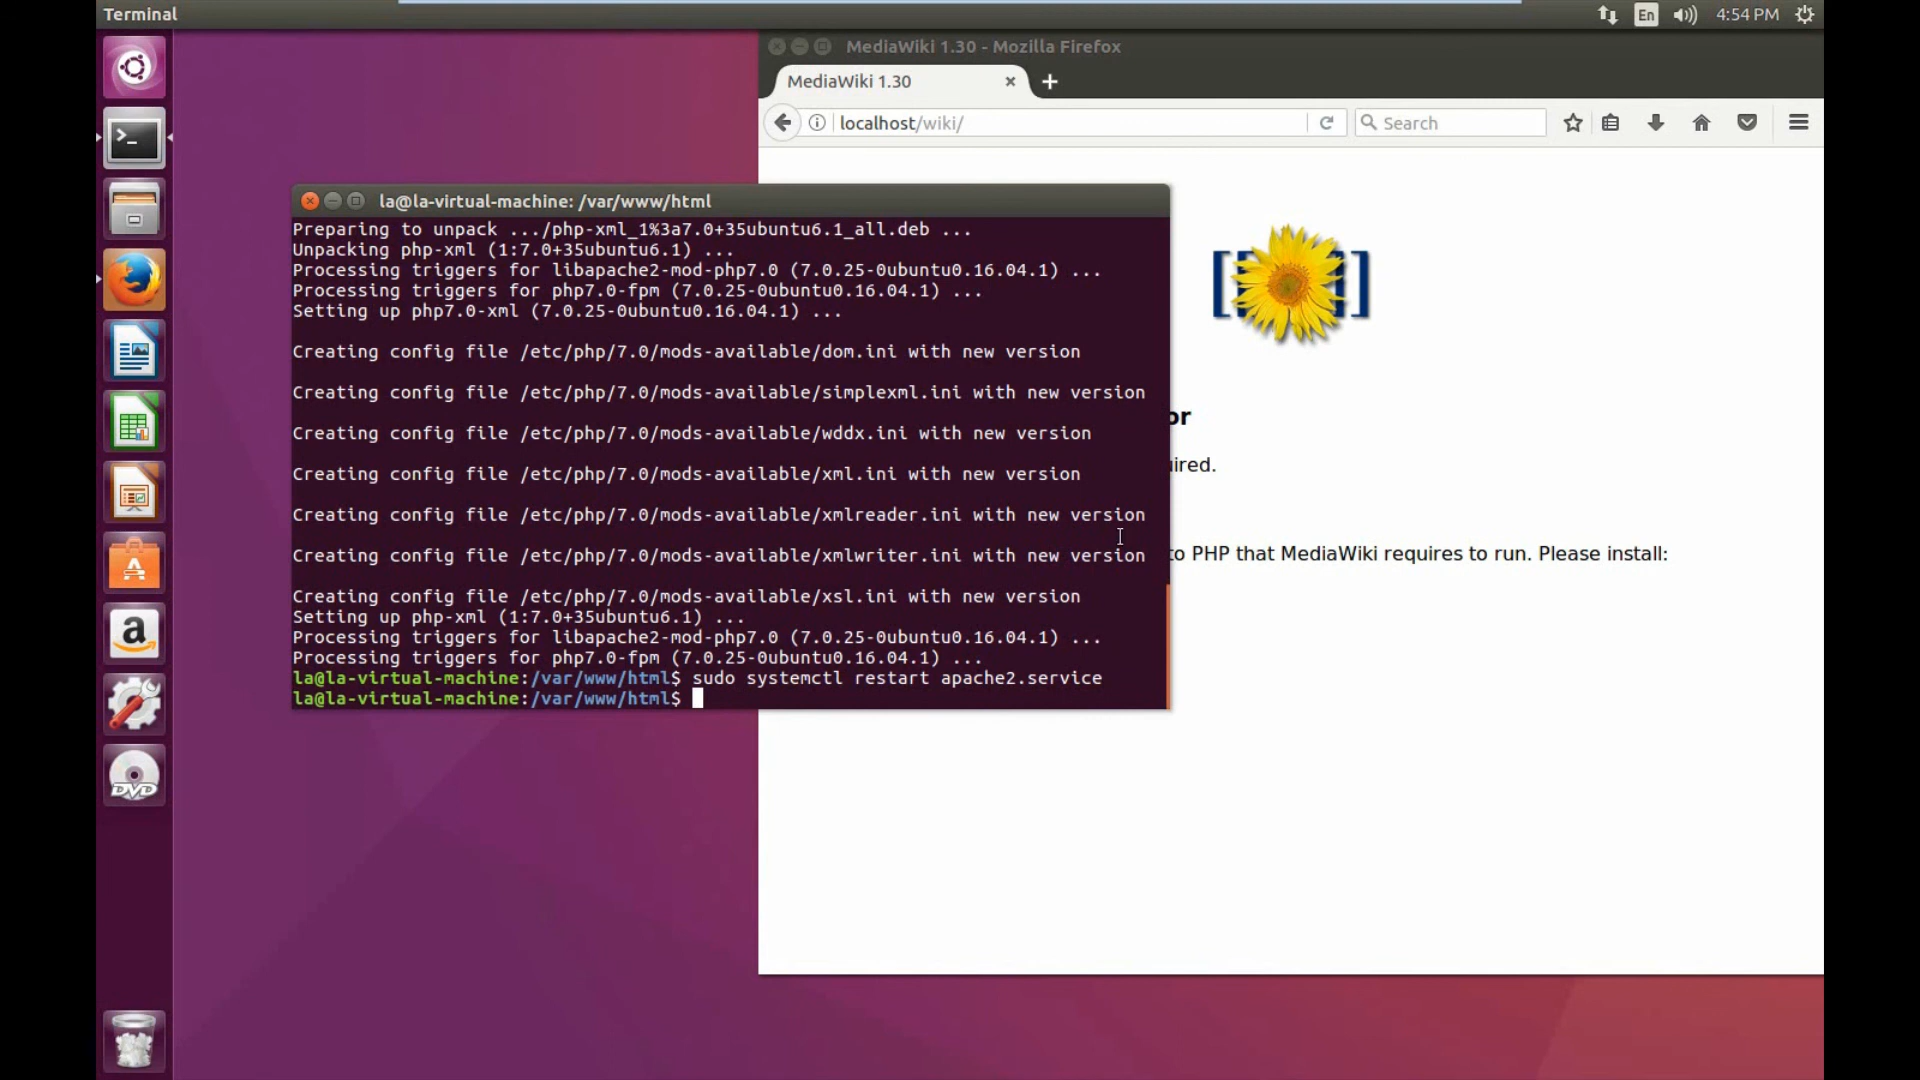 Terminal
En
4:54 PM
MediaWiki 1.30 - Mozilla Firefox
MediaWiki 1.30
localhost/wiki/
Search
la@la-virtual-machine: /var/www/html
Preparing to unpack .../php-xml_1%3a7.0+35ubuntu6.1_all.deb ...
Unpacking php-xml (1:7.0+35ubuntu6.1) ...
Processing triggers for libapache2-mod-php7.0 (7.0.25-0ubuntu0.16.04.1) ...
Processing triggers for php7.0-fpm (7.0.25-0ubuntu0.16.04.1) ...
Setting up php7.0-xml (7.0.25-0ubuntu0.16.04.1) ...
Creating config file /etc/php/7.0/mods-available/dom.ini with new version
Creating config file /etc/php/7.0/mods-available/simplexml.ini with new version
Creating config file /etc/php/7.0/mods-available/wddx.ini with new version
Creating config file /etc/php/7.0/mods-available/xml.ini with new version
Creating config file /etc/php/7.0/mods-available/xmlreader.ini with new version
Creating config file /etc/php/7.0/mods-available/xmlwriter.ini with new version
Creating config file /etc/php/7.0/mods-available/xsl.ini with new version
Setting up php-xml (1:7.0+35ubuntu6.1) ...
Processing triggers for libapache2-mod-php7.0 (7.0.25-0ubuntu0.16.04.1) ...
Processing triggers for php7.0-fpm (7.0.25-0ubuntu0.16.04.1) ...
la@la-virtual-machine:/var/www/html$ sudo systemctl restart apache2.service
la@la-virtual-machine:/var/www/html$
or
uired.
to PHP that MediaWiki requires to run. Please install:
>_
A
a
DVD